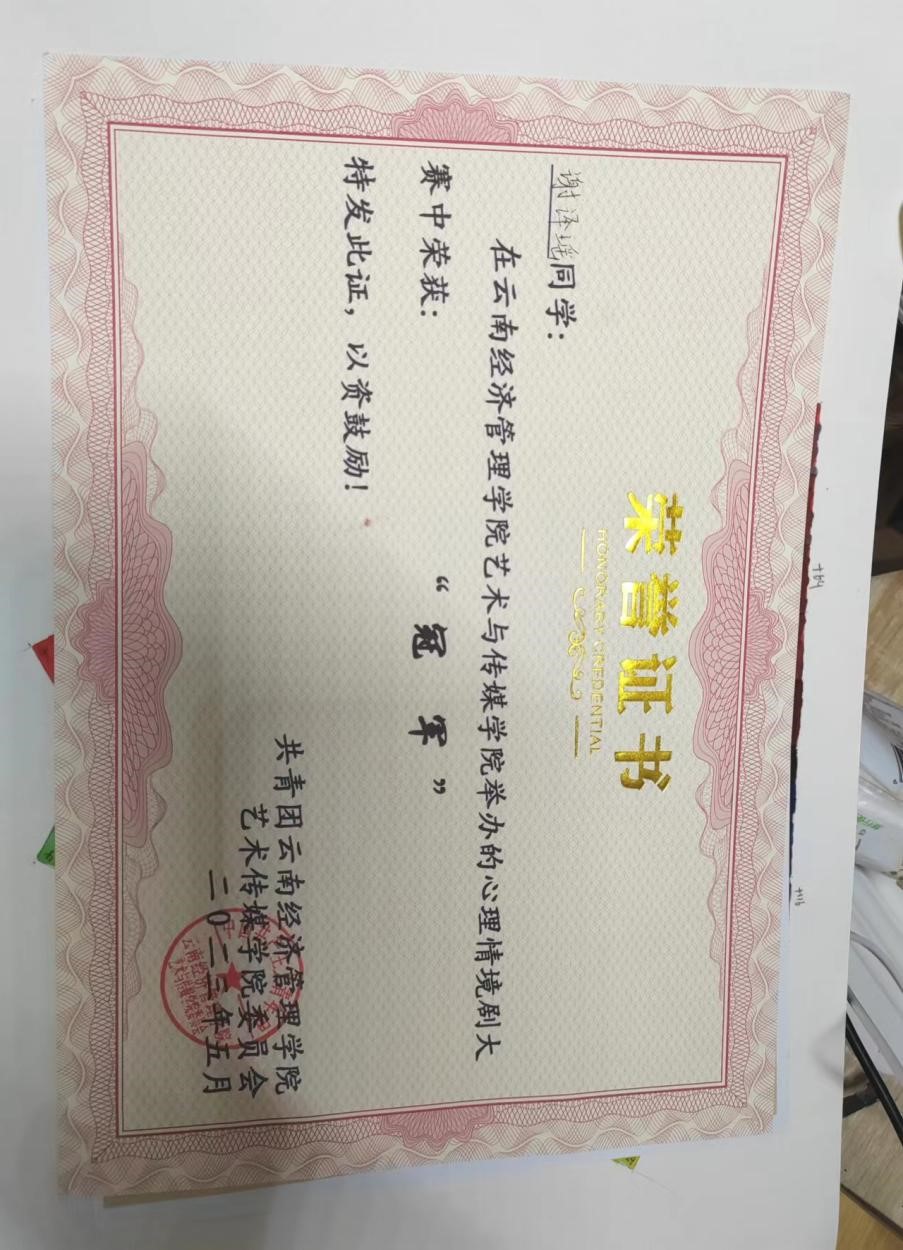 荣誉证书
HONORARY CREDENTIAL
谢泽瑶同学：
在云南经济管理学院艺术与传媒学院举办的心理情境剧大
赛中荣获：
“冠军”
特发此证，以资鼓励！
共青团云南经济管理学院
艺术传媒学院委员会
二〇二三年五月